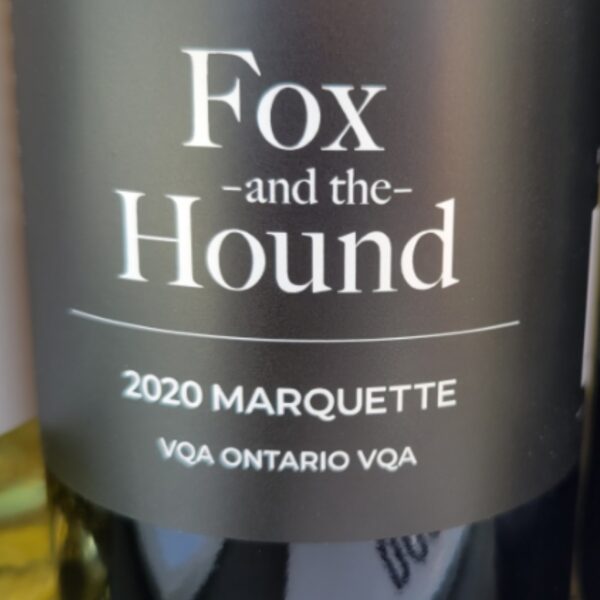 Fox
-and the-
Hound
2020 MARQUETTE
VQA ONTARIO VQA